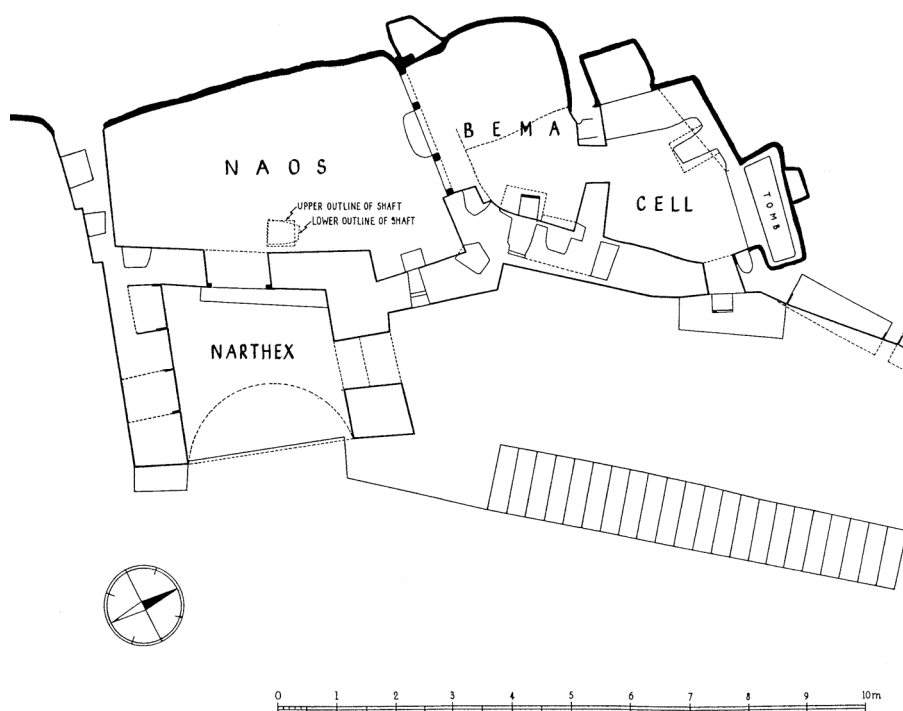 BEMA
NAOS
UPPER OUTLINE OF SHAFT
LOWER OUTLINE OF SHAFT
CELL
TOMB
NARTHEX
0 1 2 3 4 5 6 7 8 9 10m